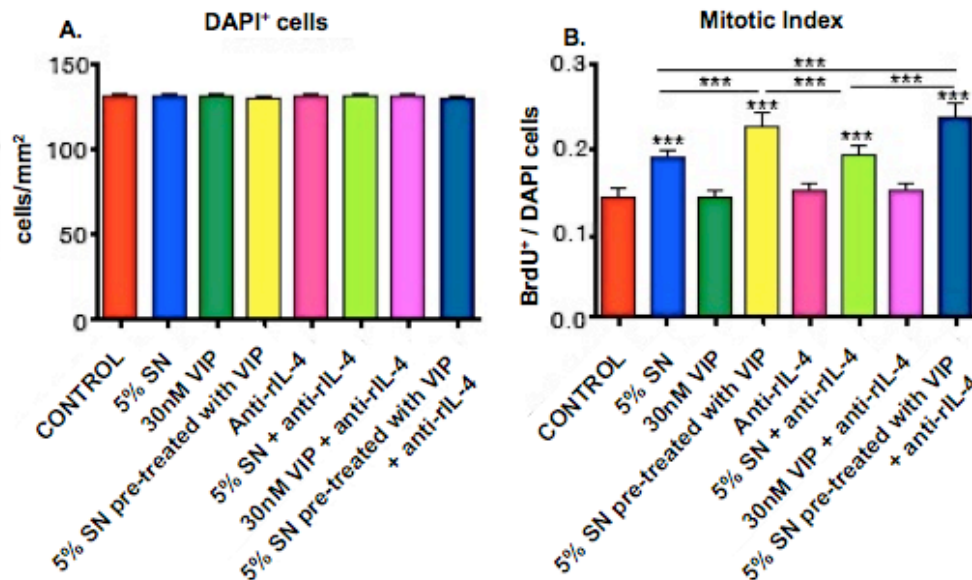 A.
DAPI⁺ cells
150
100
50
0
cells/mm²
CONTROL
5% SN
30nM VIP
5% SN pre-treated with VIP
Anti-rIL-4
5% SN + anti-rIL-4
30nM VIP + anti-rIL-4
5% SN pre-treated with VIP
+ anti-rIL-4
B.
Mitotic Index
0.3
0.2
0.1
0.0
BrdU⁺ / DAPI cells
***
*** *** ***
*** *** *** ***
CONTROL
5% SN
30nM VIP
5% SN pre-treated with VIP
Anti-rIL-4
5% SN + anti-rIL-4
30nM VIP + anti-rIL-4
5% SN pre-treated with VIP
+ anti-rIL-4